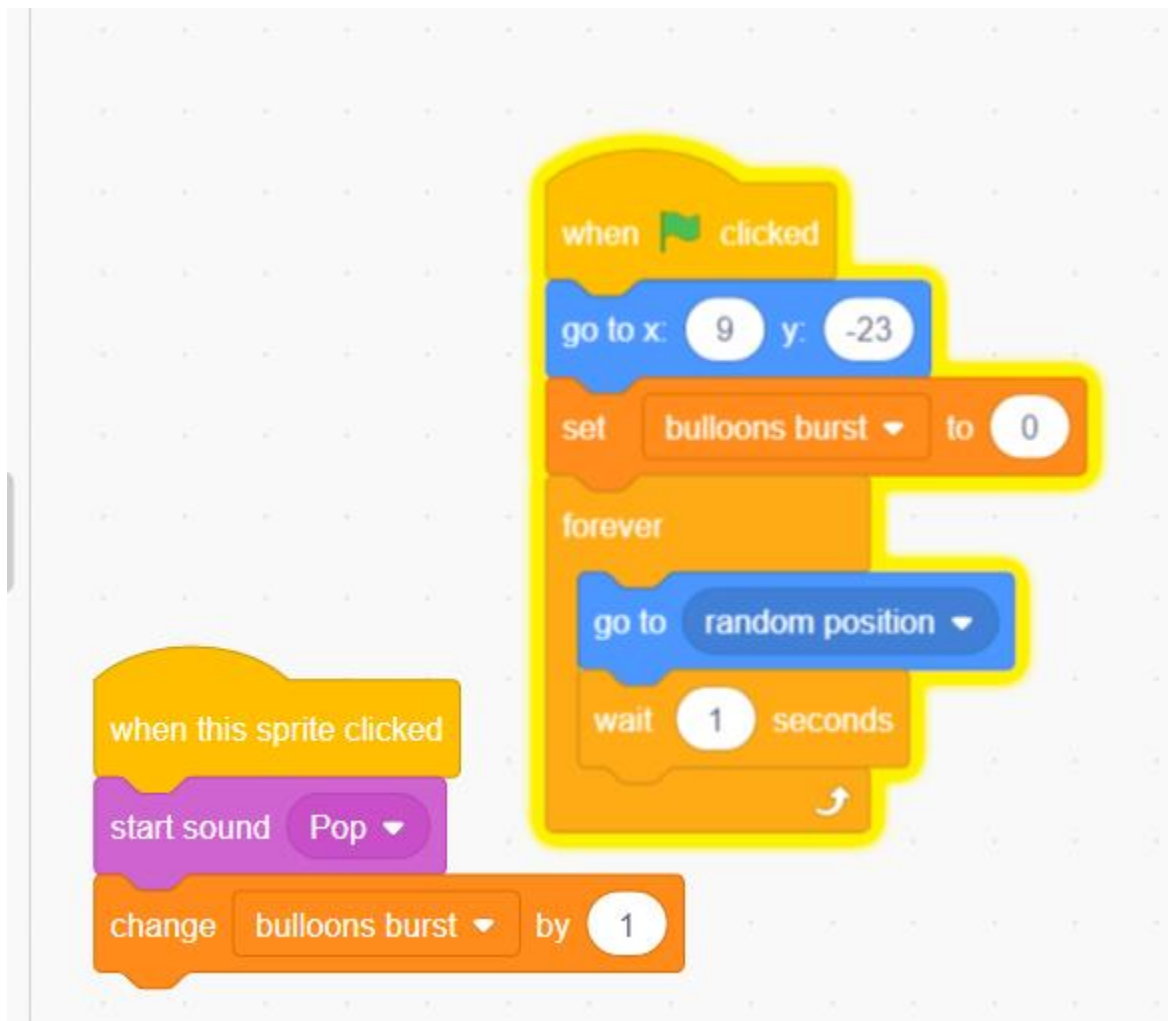 when clicked
go to x: 9 y: -23
set bulloons burst to 0
forever
go to random position
wait 1 seconds
when this sprite clicked
start sound Pop
change bulloons burst by 1